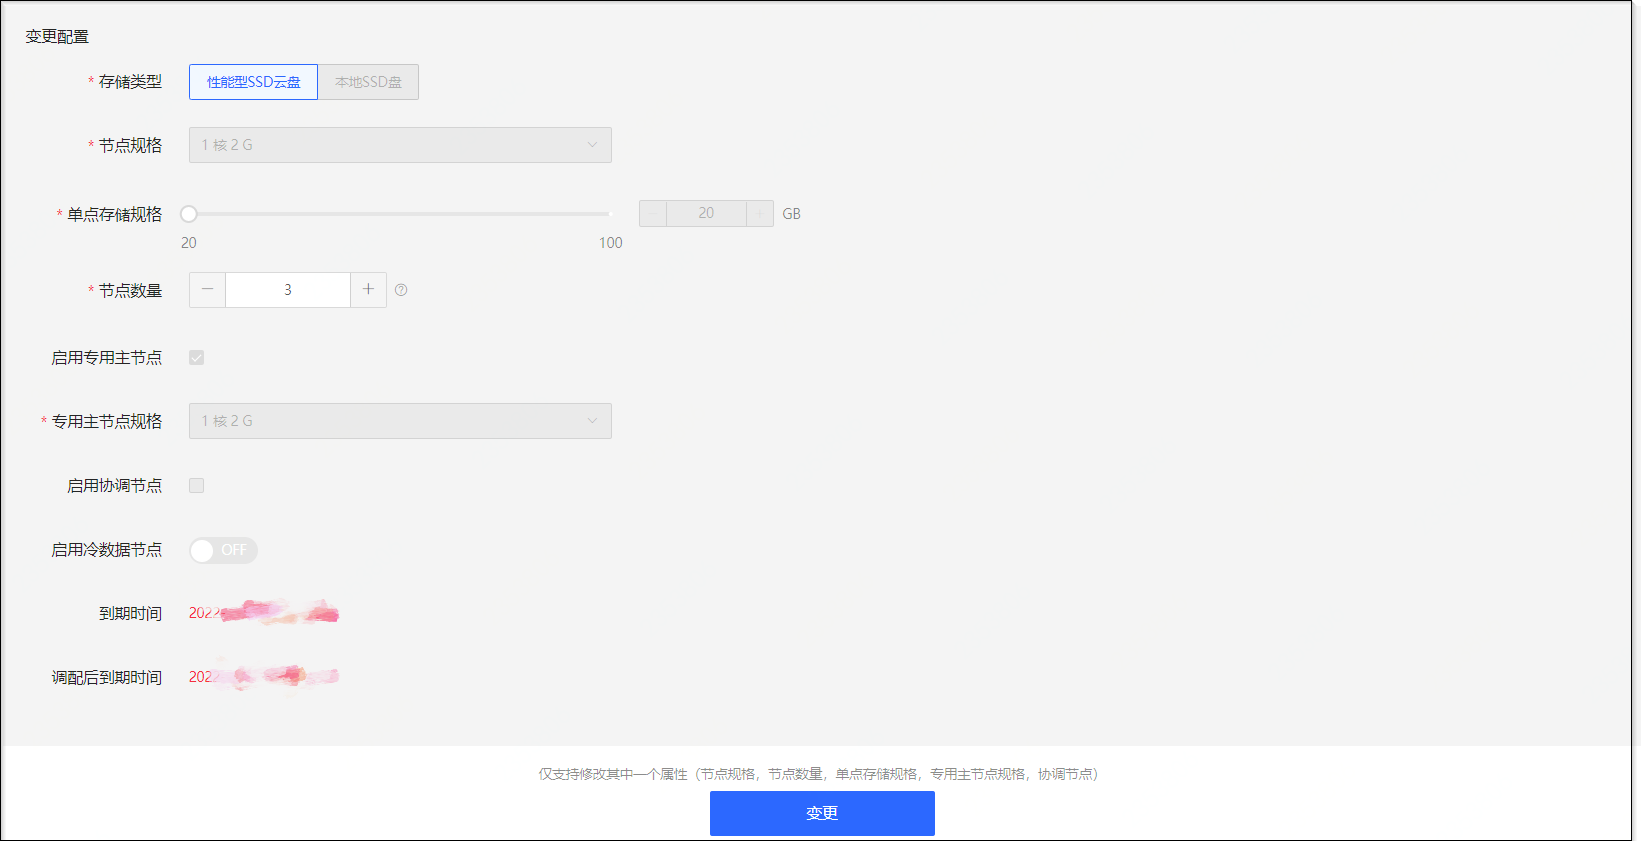 变更配置
* 存储类型 性能型SSD云盘 本地SSD盘
* 节点规格 1 核 2 G
* 单点存储规格 − 20 + GB
20 100
* 节点数量 − 3 + ?
启用专用主节点
* 专用主节点规格 1 核 2 G
启用协调节点
启用冷数据节点 OFF
到期时间 2022
调配后到期时间 2022
仅支持修改其中一个属性（节点规格，节点数量，单点存储规格，专用主节点规格，协调节点）
变更